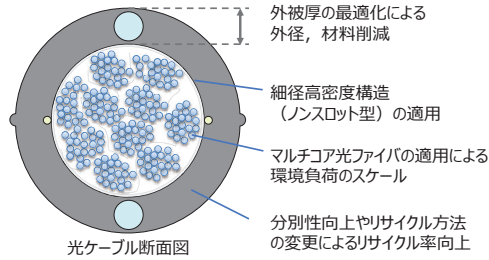 外被厚の最適化による
外径，材料削減
細径高密度構造
（ノンスロット型）の適用
マルチコア光ファイバの適用による
環境負荷のスケール
分別性向上やリサイクル方法
の変更によるリサイクル率向上
光ケーブル断面図